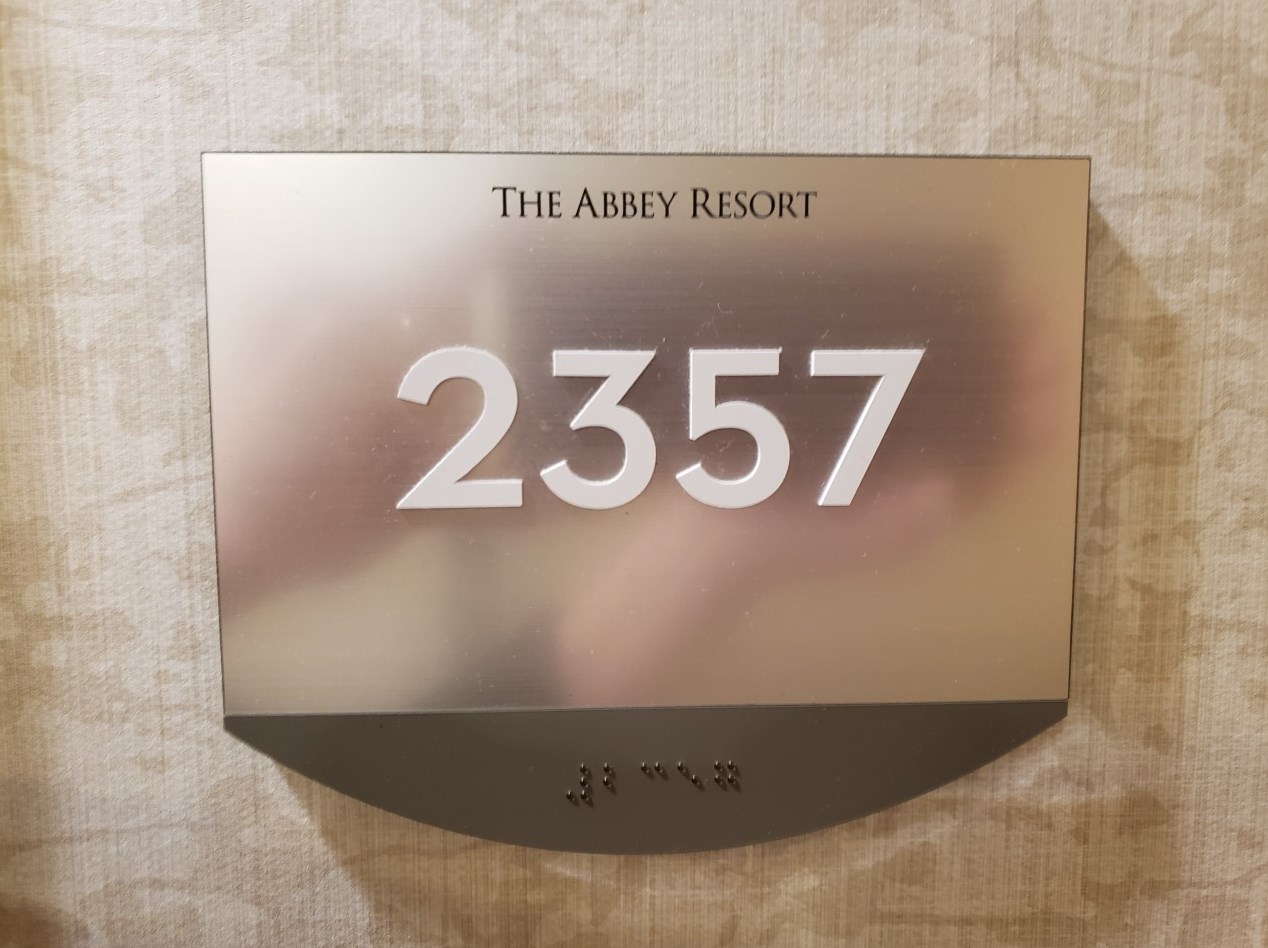 The Abbey Resort
2357
⠼⠃⠉⠑⠛